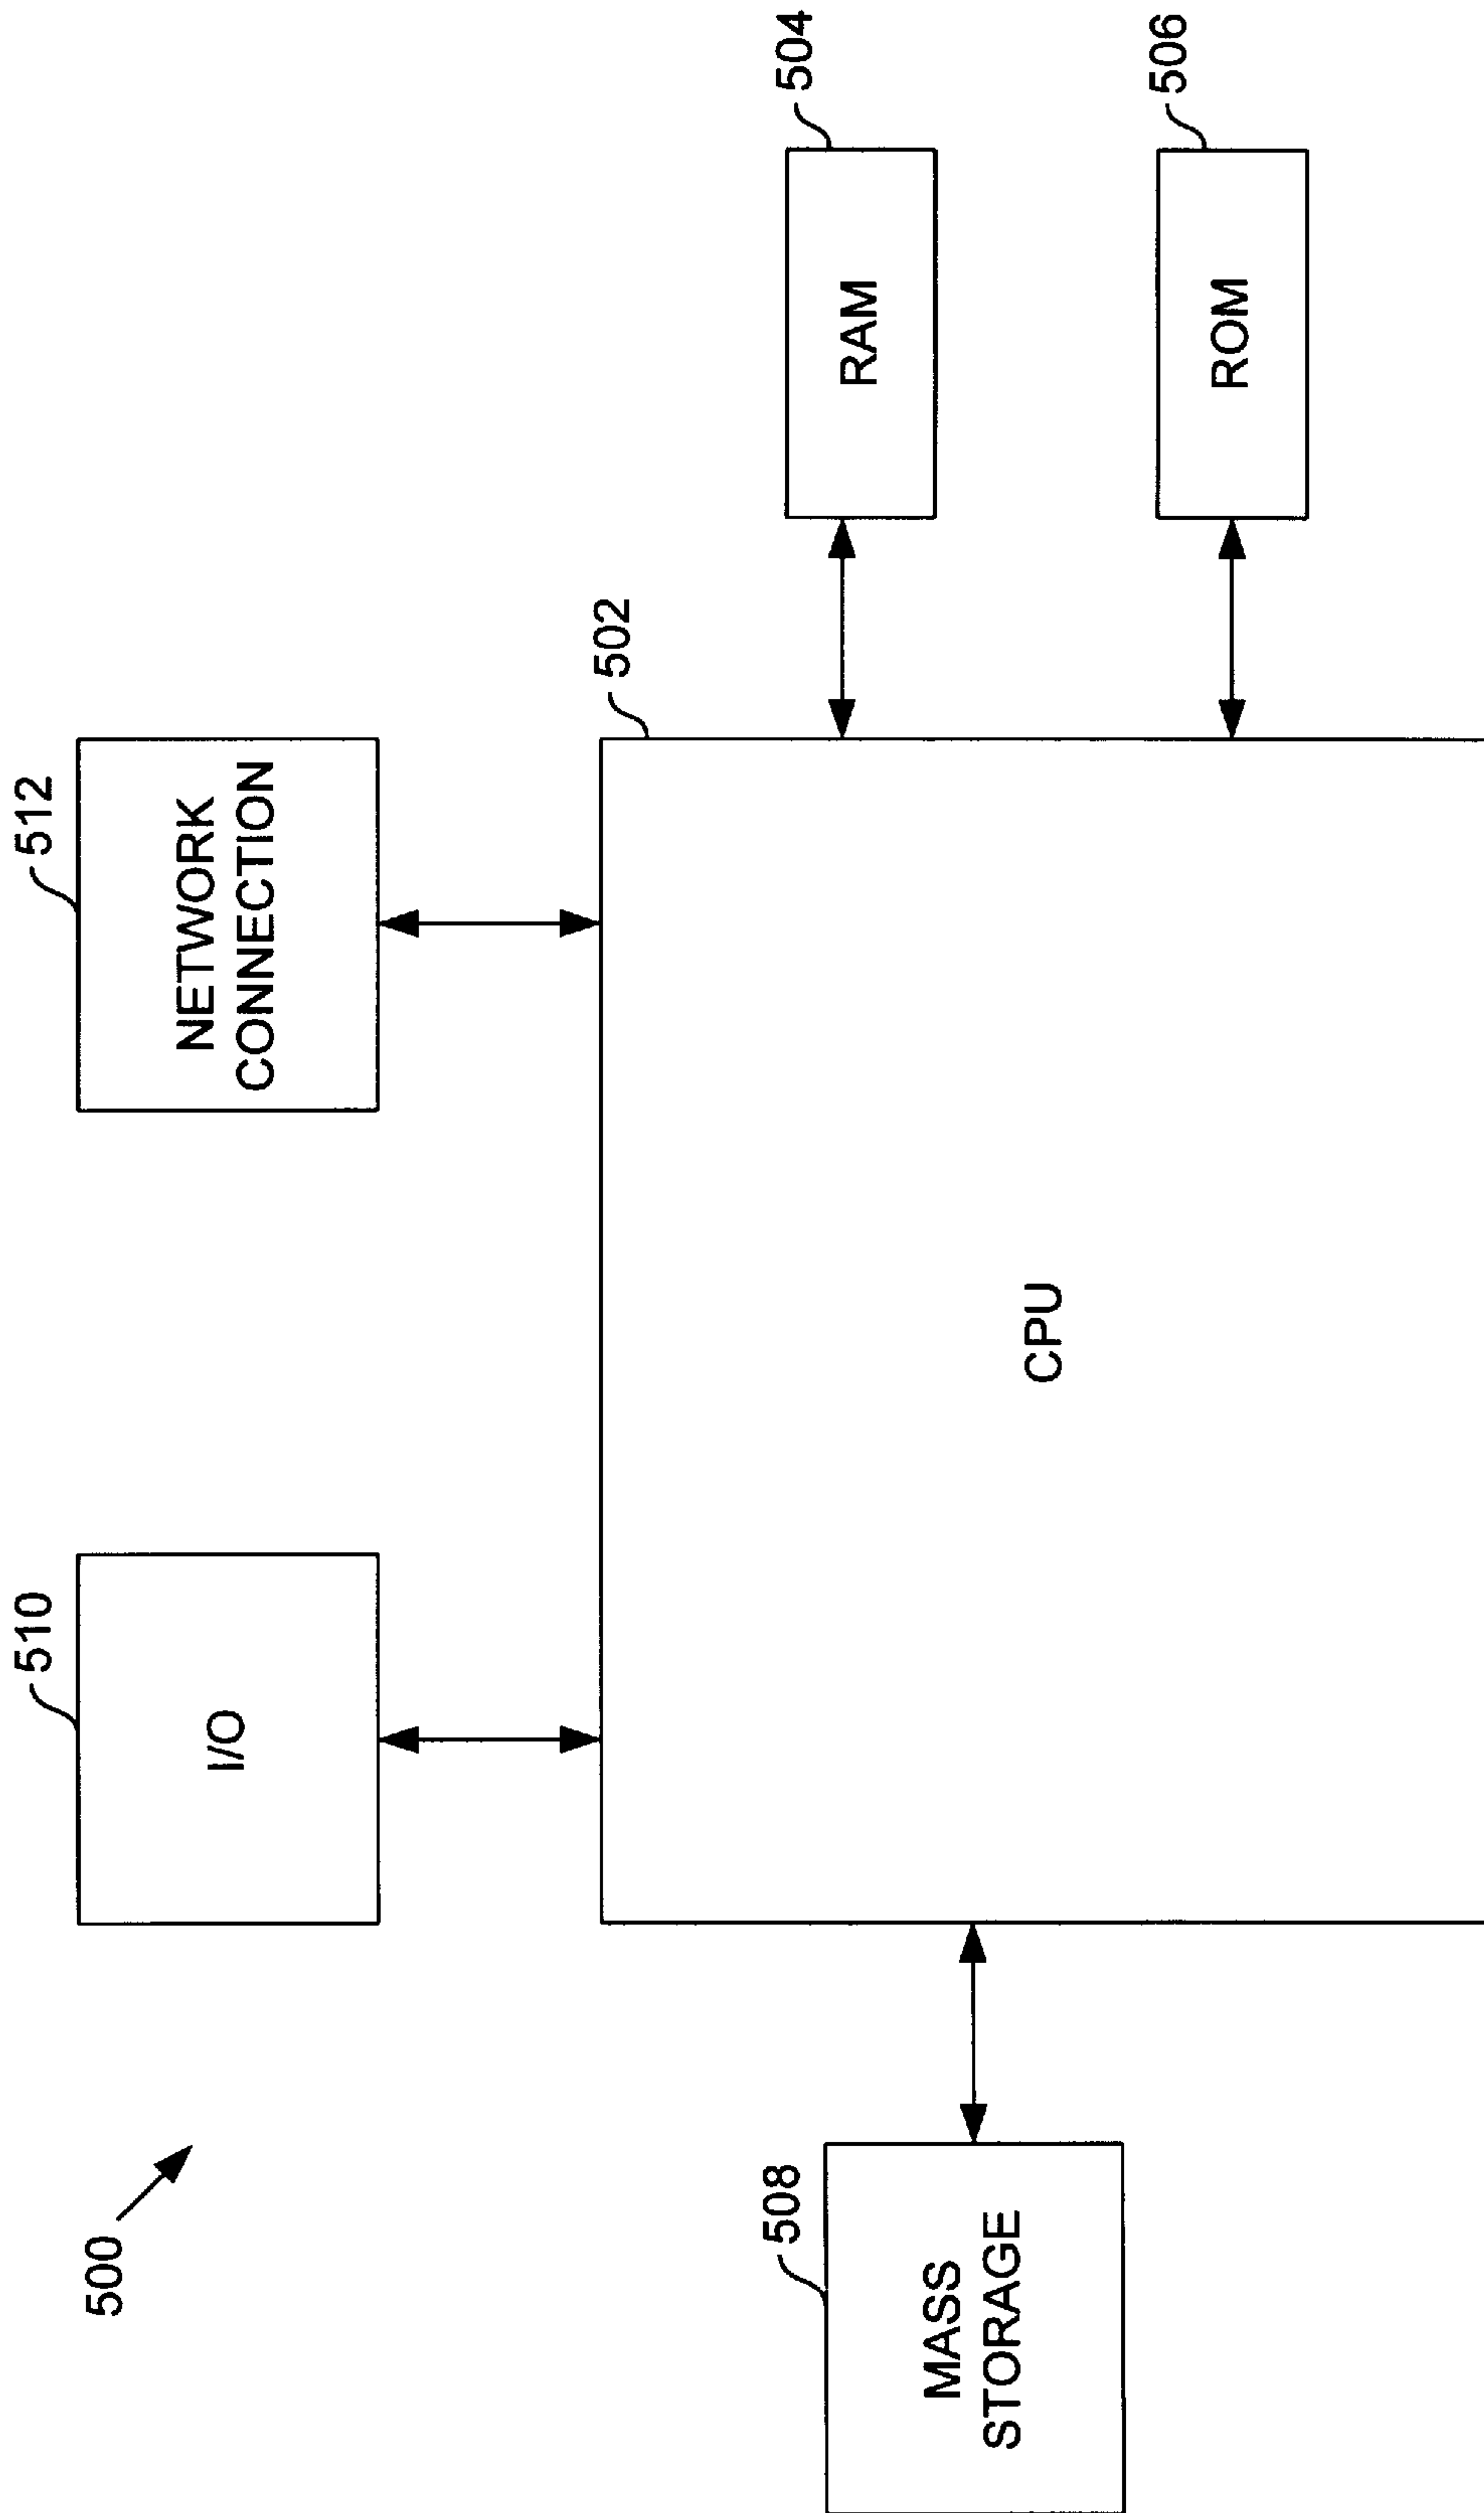 510
512
I/O
NETWORK
CONNECTION
500
502
508
504
MASS
STORAGE
CPU
RAM
506
ROM